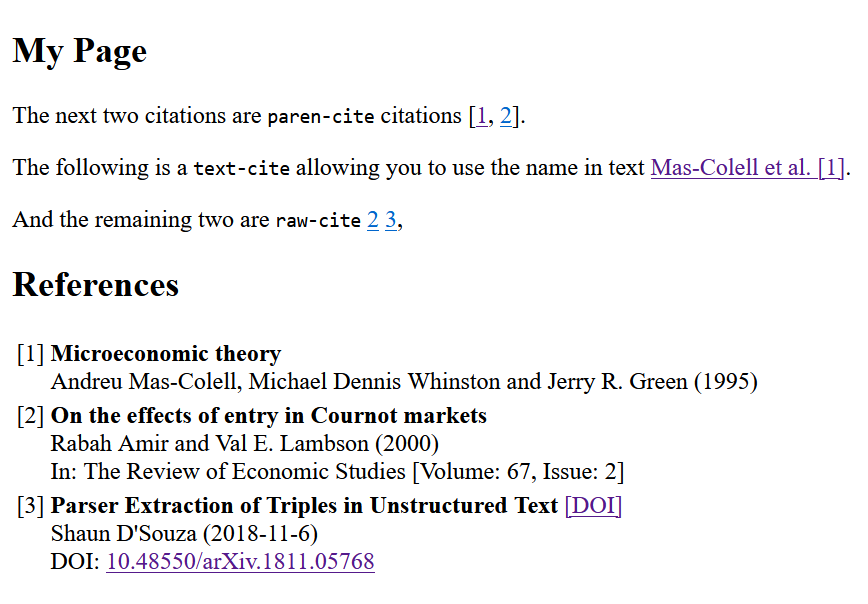 My Page
The next two citations are paren-cite citations [1, 2].
The following is a text-cite allowing you to use the name in text Mas-Colell et al. [1].
And the remaining two are raw-cite 2 3,
References
[1] Microeconomic theory
Andreu Mas-Colell, Michael Dennis Whinston and Jerry R. Green (1995)
[2] On the effects of entry in Cournot markets
Rabah Amir and Val E. Lambson (2000)
In: The Review of Economic Studies [Volume: 67, Issue: 2]
[3] Parser Extraction of Triples in Unstructured Text [DOI]
Shaun D'Souza (2018-11-6)
DOI: 10.48550/arXiv.1811.05768